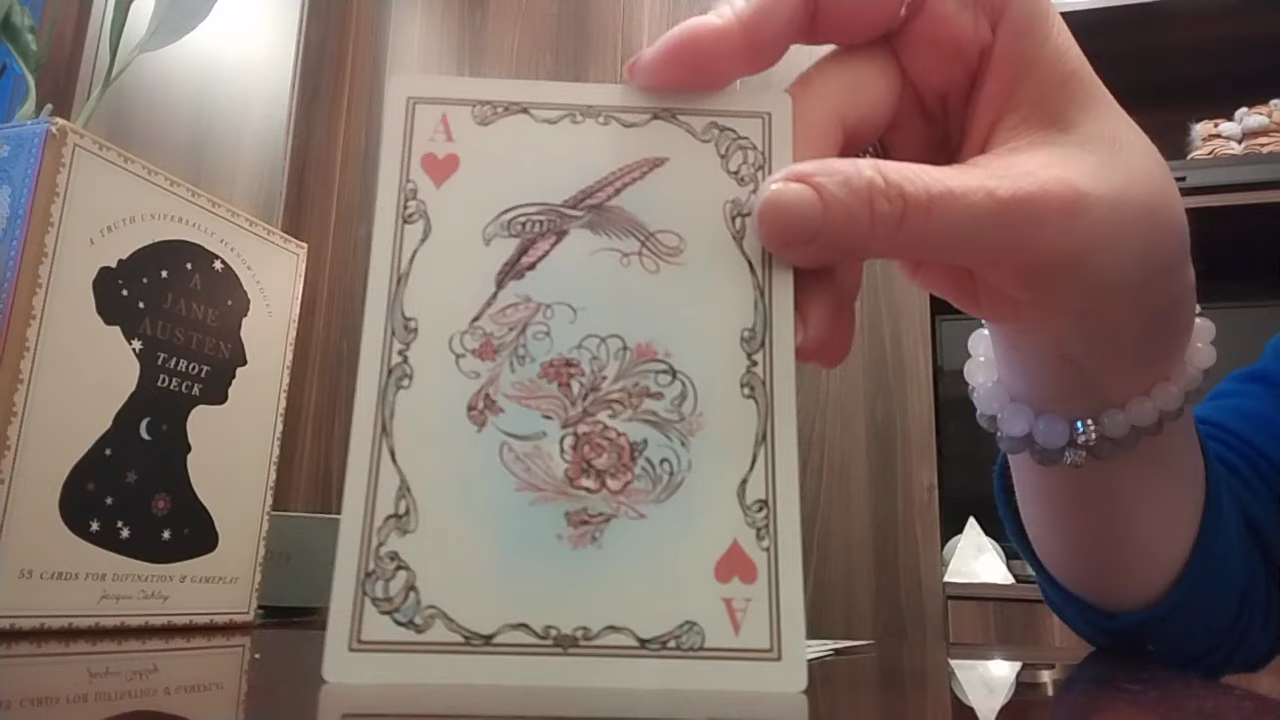 A TRUTH UNIVERSALLY ACKNOWLEDGED
A
JANE
AUSTEN
TAROT
DECK
53 CARDS FOR DIVINATION & GAMEPLAY
Jacqui Oakley
A
A